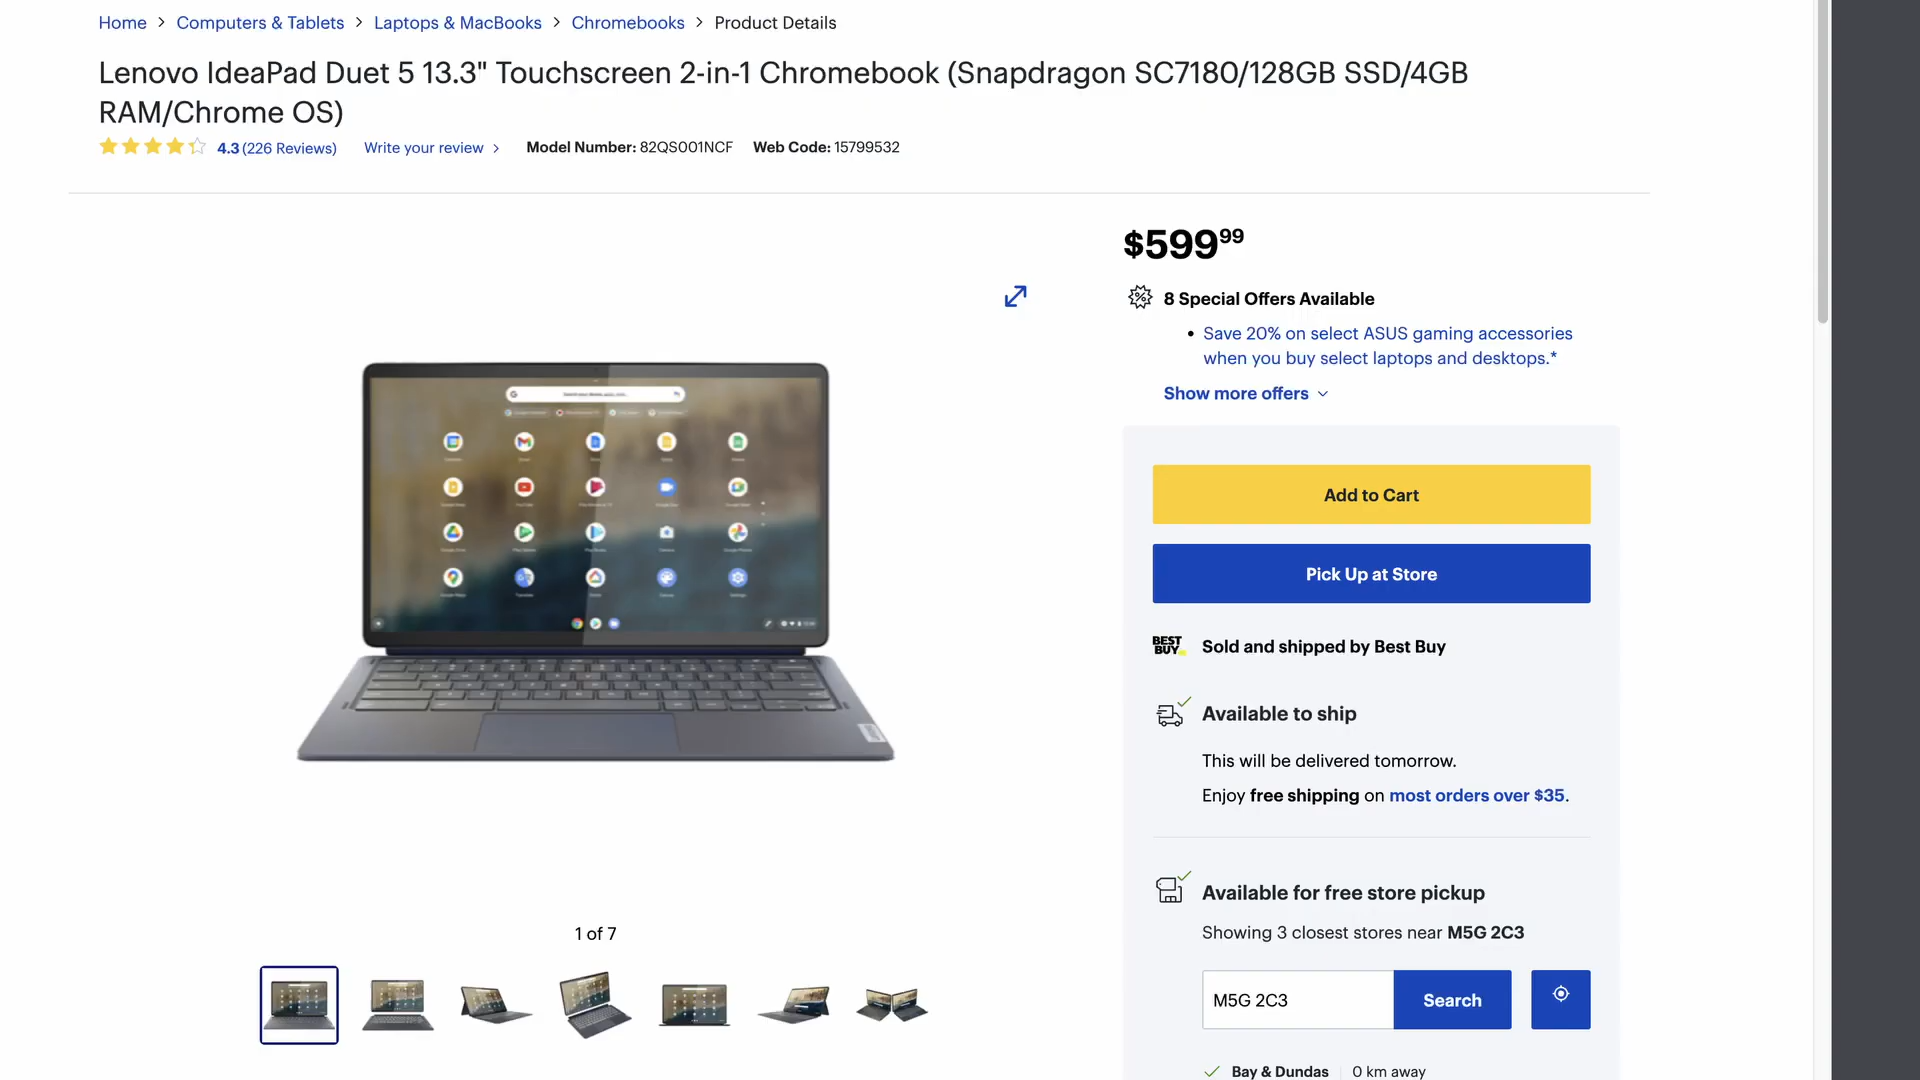 Home > Computers & Tablets > Laptops & MacBooks > Chromebooks > Product Details
Lenovo IdeaPad Duet 5 13.3" Touchscreen 2-in-1 Chromebook (Snapdragon SC7180/128GB SSD/4GB
RAM/Chrome OS)
4.3 (226 Reviews) Write your review > Model Number: 82QS001NCF Web Code: 15799532
$599.99
8 Special Offers Available
• Save 20% on select ASUS gaming accessories
when you buy select laptops and desktops.*
Show more offers
Add to Cart
Pick Up at Store
BEST BUY Sold and shipped by Best Buy
Available to ship
This will be delivered tomorrow.
Enjoy free shipping on most orders over $35.
Available for free store pickup
Showing 3 closest stores near M5G 2C3
M5G 2C3 Search
Bay & Dundas | 0 km away
1 of 7